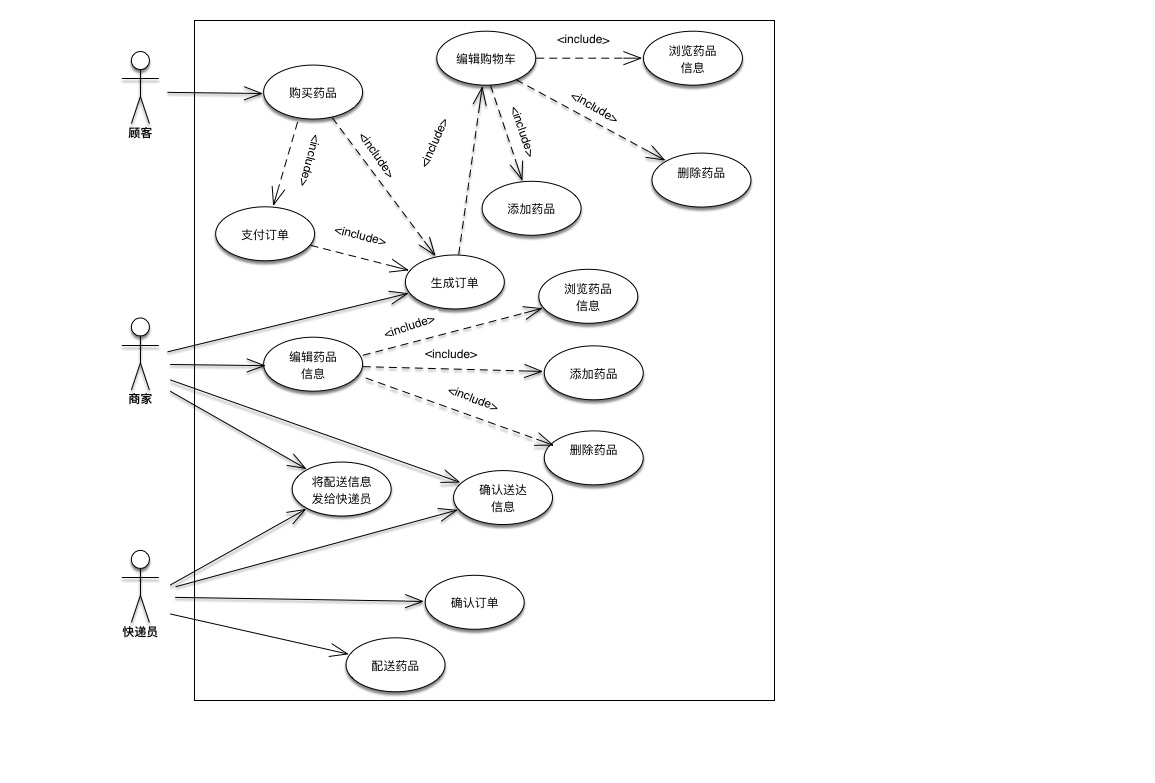 <include>
编辑购物车
浏览药品
信息
顾客
购买药品
<include>
<include>
<include>
<include>
<include>
删除药品
添加药品
支付订单
<include>
生成订单
浏览药品
信息
<include>
商家
编辑药品
信息
<include>
添加药品
<include>
删除药品
将配送信息
发给快递员
确认送达
信息
快递员
确认订单
配送药品